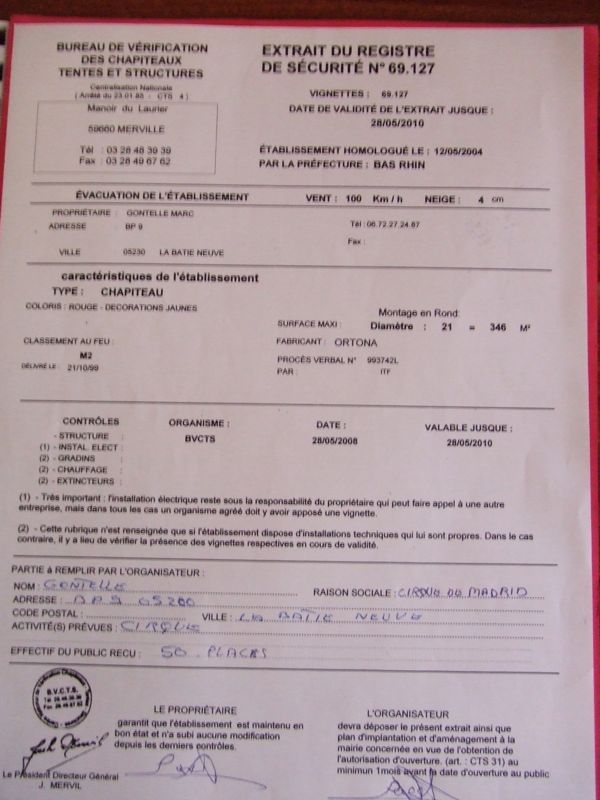 BUREAU DE VÉRIFICATION
DES CHAPITEAUX
TENTES ET STRUCTURES
Centralisation Nationale
( Arrêté du 23.01.85 - CTS 4 )
Manoir du Laurier
59660 MERVILLE
Tél : 03 28 48 39 39
Fax : 03 28 49 67 62
EXTRAIT DU REGISTRE
DE SÉCURITÉ N° 69.127
VIGNETTES : 69.127
DATE DE VALIDITÉ DE L'EXTRAIT JUSQUE :
28/05/2010
ÉTABLISSEMENT HOMOLOGUÉ LE : 12/05/2004
PAR LA PRÉFECTURE : BAS RHIN
ÉVACUATION DE L'ÉTABLISSEMENT VENT : 100 Km / h NEIGE : 4 cm
PROPRIÉTAIRE : GONTELLE MARC
ADRESSE BP 9 Tél : 06.72.27.24.87
Fax :
VILLE 05230 LA BATIE NEUVE
caractéristiques de l'établissement
TYPE : CHAPITEAU
COLORIS : ROUGE - DECORATIONS JAUNES
Montage en Rond
SURFACE MAXI : Diamètre : 21 = 346 M²
CLASSEMENT AU FEU : FABRICANT : ORTONA
M2
PROCÈS VERBAL N° 993742L
DÉLIVRÉ LE : 21/10/99 PAR : ITF
CONTRÔLES ORGANISME : DATE : VALABLE JUSQUE :
- STRUCTURE : BVCTS 28/05/2008 28/05/2010
(1) - INSTAL. ELECT :
(2) - GRADINS :
(2) - CHAUFFAGE :
(2) - EXTINCTEURS :
(1) - Très important : l'installation électrique reste sous la responsabilité du propriétaire qui peut faire appel à une autre
entreprise, mais dans tous les cas un organisme agréé doit y avoir apposé une vignette.
(2) - Cette rubrique n'est renseignée que si l'établissement dispose d'installations techniques qui lui sont propres. Dans le cas
contraire, il y a lieu de vérifier la présence des vignettes respectives en cours de validité.
PARTIE à REMPLIR PAR L'ORGANISATEUR :
NOM : GONTELLE RAISON SOCIALE : CIRQUE DE MADRID
ADRESSE :
CODE POSTAL : VILLE : LA BATIE NEUVE
ACTIVITÉ(S) PRÉVUES : CIRQUE
EFFECTIF DU PUBLIC RECU : 50 PLACES
B.V.C.T.S.
LE PROPRIÉTAIRE
garantit que l'établissement est maintenu en
bon état et n'a subi aucune modification
depuis les derniers contrôles.
L'ORGANISATEUR
devra déposer le présent extrait ainsi que
plan d'implantation et d'aménagement à la
mairie concernée en vue de l'obtention de
l'autorisation d'ouverture. (art. : CTS 31) au
minimum 1mois avant la date d'ouverture au public
Le Président Directeur Général
J. MERVIL